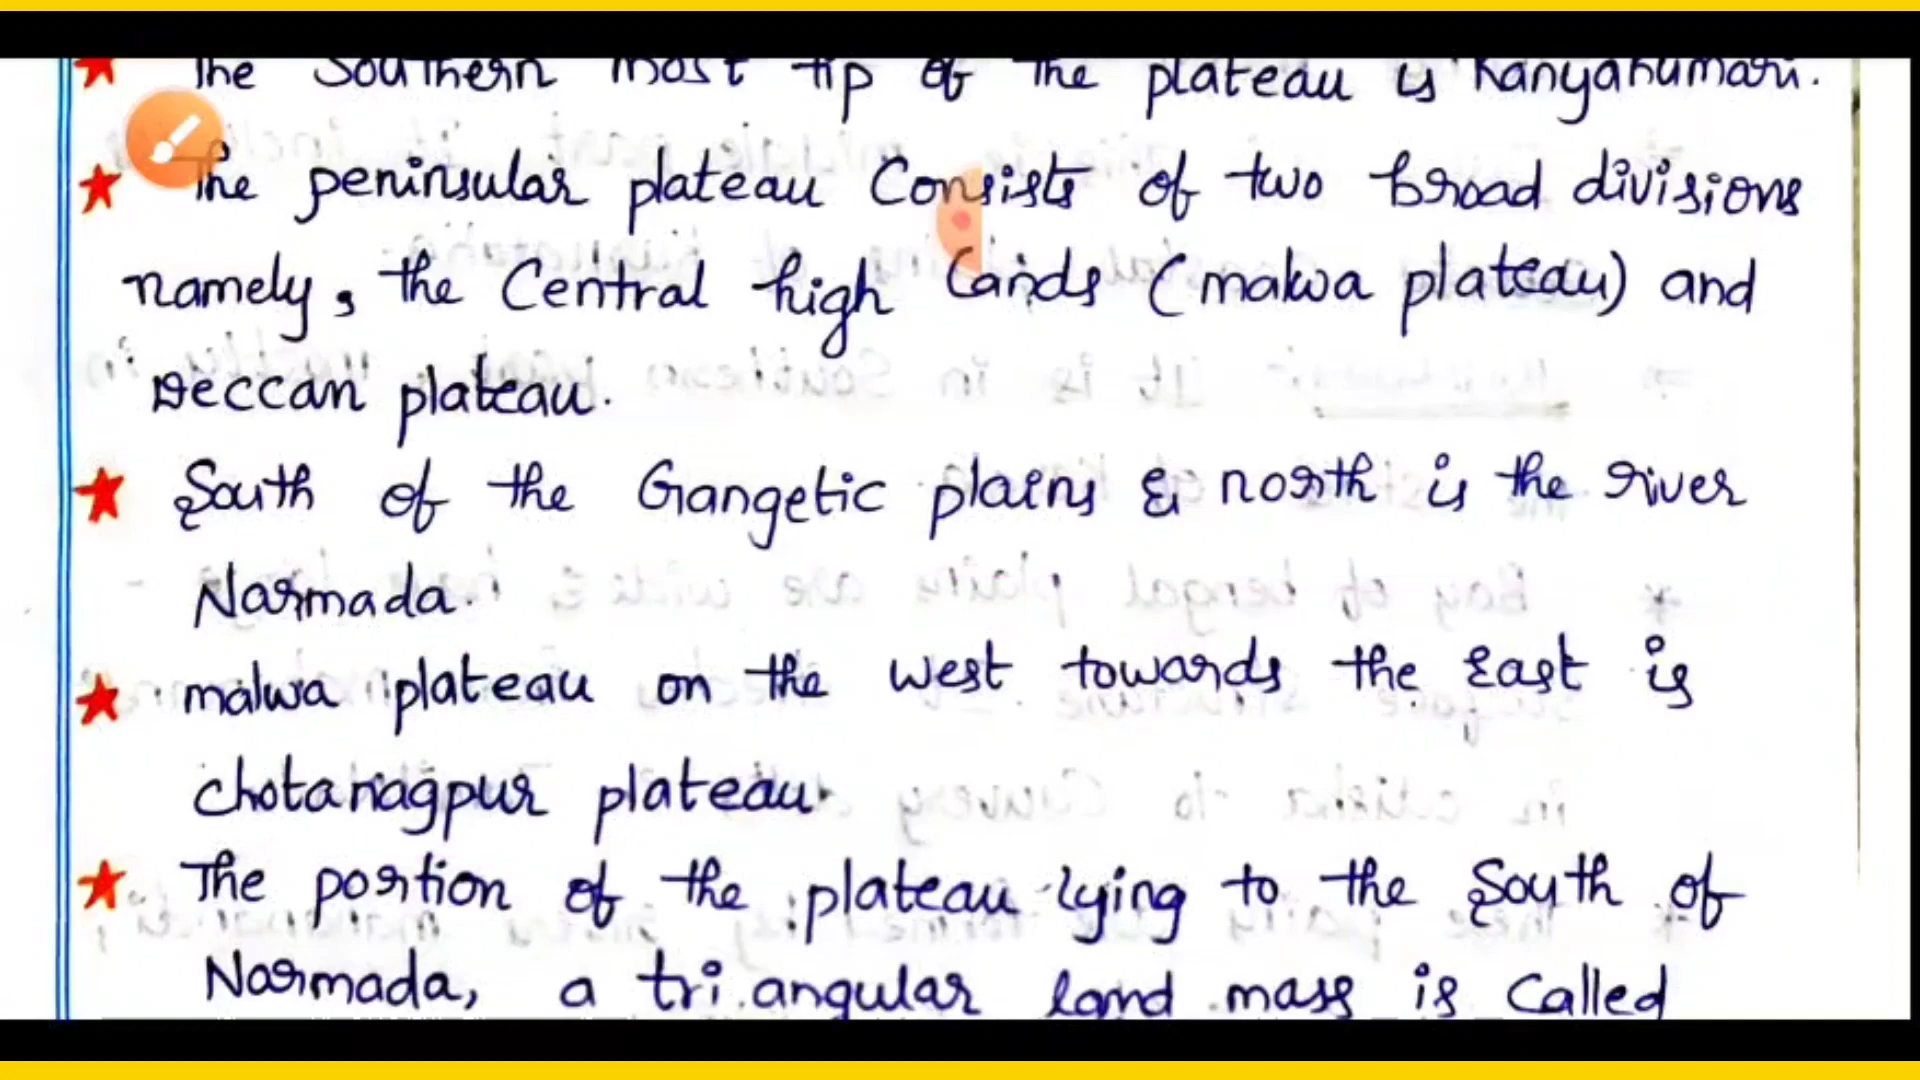 The Southern most tip of the plateau is Kanyakumari.
The peninsular plateau Consists of two broad divisions
namely, the Central high Lands (malwa plateau) and
Deccan plateau.
South of the Gangetic plains & north is the river
Narmada.
malwa plateau on the west towards the East is
chotanagpur plateau.
The portion of the plateau lying to the South of
Narmada, a triangular land mass is called